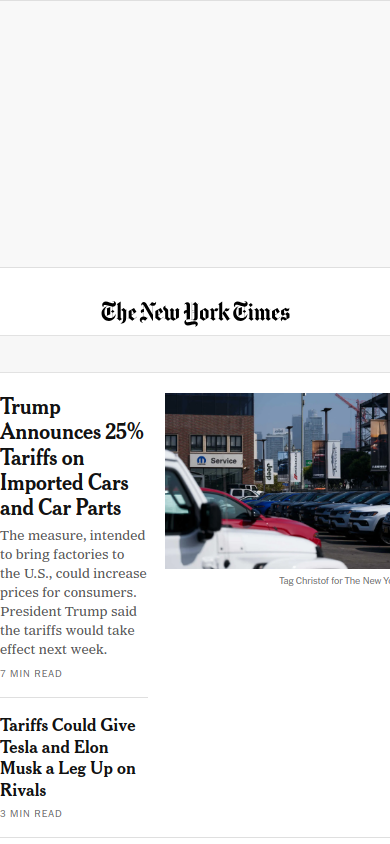 The New York Times
Trump
Announces 25%
Tariffs on
Imported Cars
and Car Parts
The measure, intended
to bring factories to
the U.S., could increase
prices for consumers.
President Trump said
the tariffs would take
effect next week.
7 MIN READ
Service
Jeep
Tag Christof for The New Yo
Tariffs Could Give
Tesla and Elon
Musk a Leg Up on
Rivals
3 MIN READ